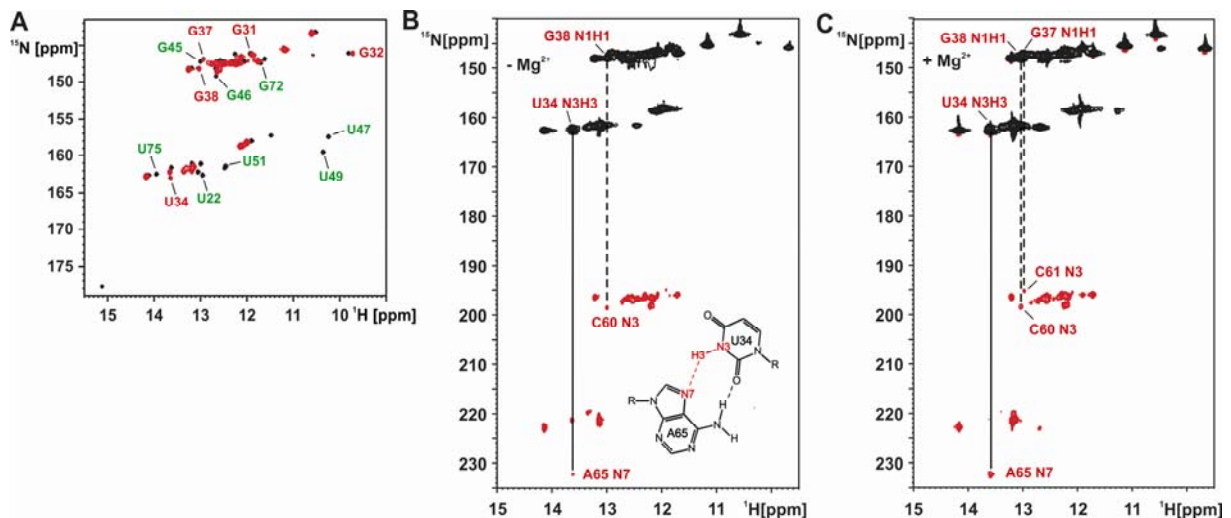 A
¹⁵N [ppm]
G37
G31
G45
G32
150
G38
G46
G72
155
U47
160
U75
U51
U49
165
U34
U22
170
175
15
14
13
12
11
10
¹H [ppm]
B
¹⁵N[ppm]
G38 N1H1
150
- Mg²⁺
U34 N3H3
160
170
180
190
200
C60 N3
210
O
U34
H3
N3
N
R
O
220
N7
R
N
H
A65
N
N
N
H
230
A65 N7
15
14
13
12
11
¹H[ppm]
C
¹⁵N[ppm]
G38 N1H1
G37 N1H1
150
+ Mg²⁺
U34 N3H3
160
170
180
190
C61 N3
200
C60 N3
210
220
230
A65 N7
15
14
13
12
11
¹H[ppm]